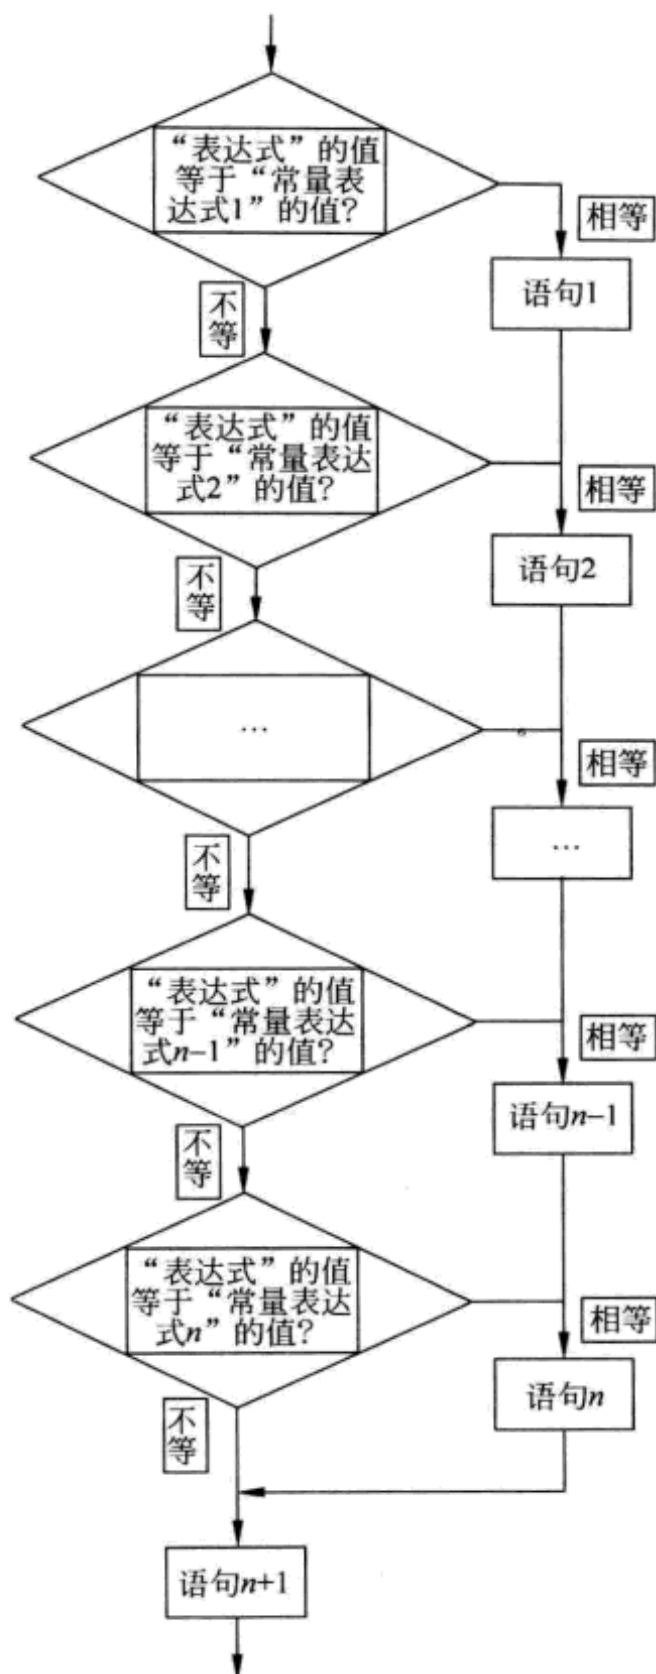 “表达式”的值
等于“常量表
达式1”的值?
相等
语句1
不
等
“表达式”的值
等于“常量表达
式2”的值?
相等
语句2
不
等
…
相等
…
不
等
“表达式”的值
等于“常量表达
式n–1”的值?
相等
语句n–1
不
等
“表达式”的值
等于“常量表达
式n”的值?
相等
语句n
不
等
语句n+1